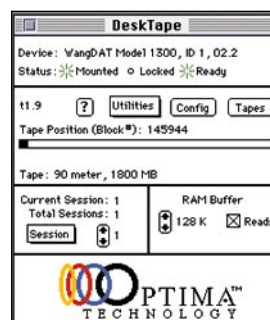 DeskTape
Device: WangDAT Model 1300, ID 1, 02.2
Status: Mounted Locked Ready
t1.9 ? Utilities Config Tapes
Tape Position (Block#): 145944
Tape: 90 meter, 1800 MB
Current Session: 1
Total Sessions: 1
Session 1
RAM Buffer
128 K Reads
OPTIMA™
TECHNOLOGY